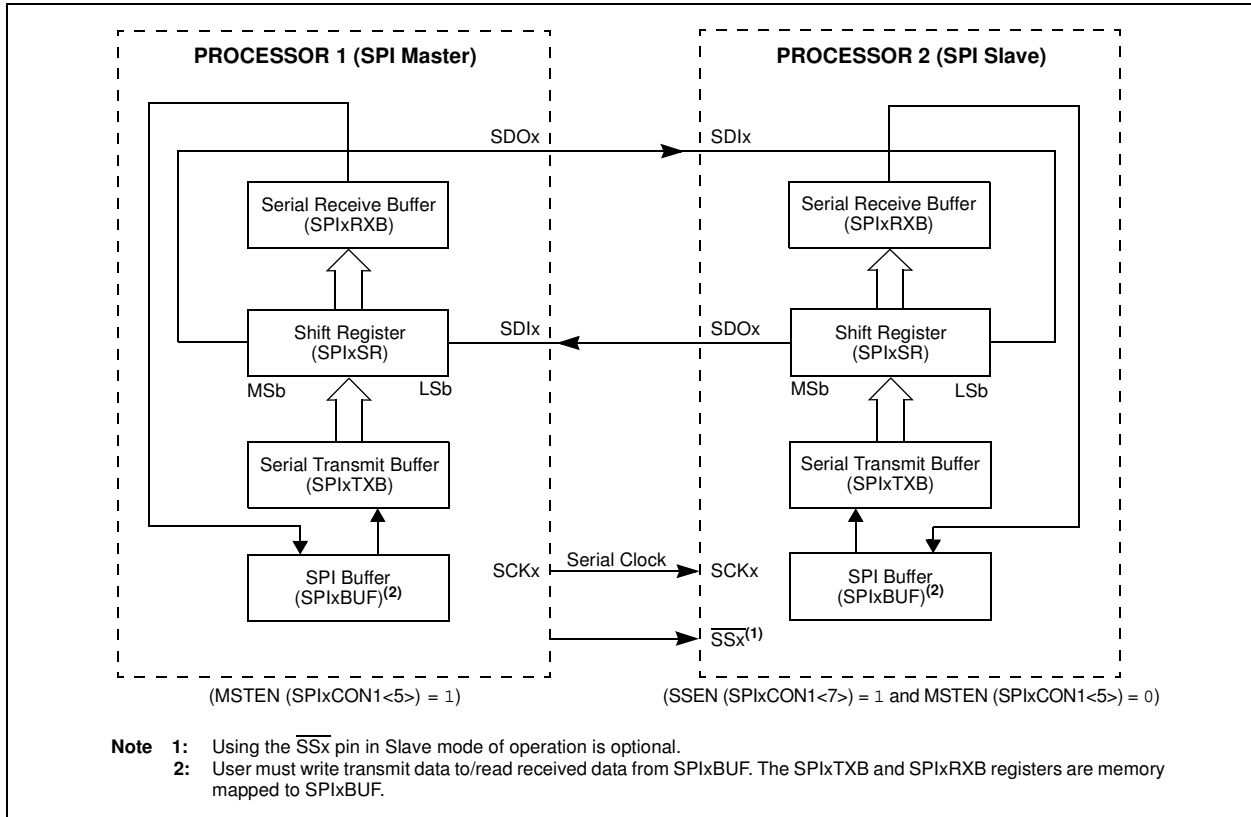 PROCESSOR 1 (SPI Master)
SDOx
Serial Receive Buffer
(SPIxRXB)
Shift Register
(SPIxSR)
SDIx
MSb
LSb
Serial Transmit Buffer
(SPIxTXB)
SPI Buffer
(SPIxBUF)(2)
SCKx
Serial Clock
(MSTEN (SPIxCON1<5>) = 1)
PROCESSOR 2 (SPI Slave)
SDIx
Serial Receive Buffer
(SPIxRXB)
SDOx
Shift Register
(SPIxSR)
MSb
LSb
Serial Transmit Buffer
(SPIxTXB)
SPI Buffer
(SPIxBUF)(2)
SCKx
SSx(1)
(SSEN (SPIxCON1<7>) = 1 and MSTEN (SPIxCON1<5>) = 0)
Note 1: Using the SSx pin in Slave mode of operation is optional.
2: User must write transmit data to/read received data from SPIxBUF. The SPIxTXB and SPIxRXB registers are memory
mapped to SPIxBUF.